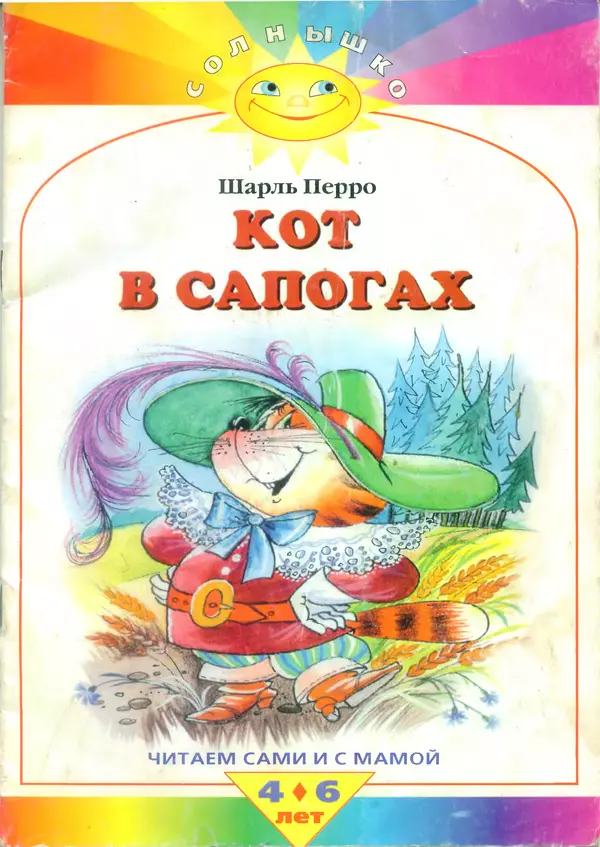 СОЛНЫШКО
Шарль Перро
КОТ
В САПОГАХ
ЧИТАЕМ САМИ И С МАМОЙ
4 ♦ 6
лет